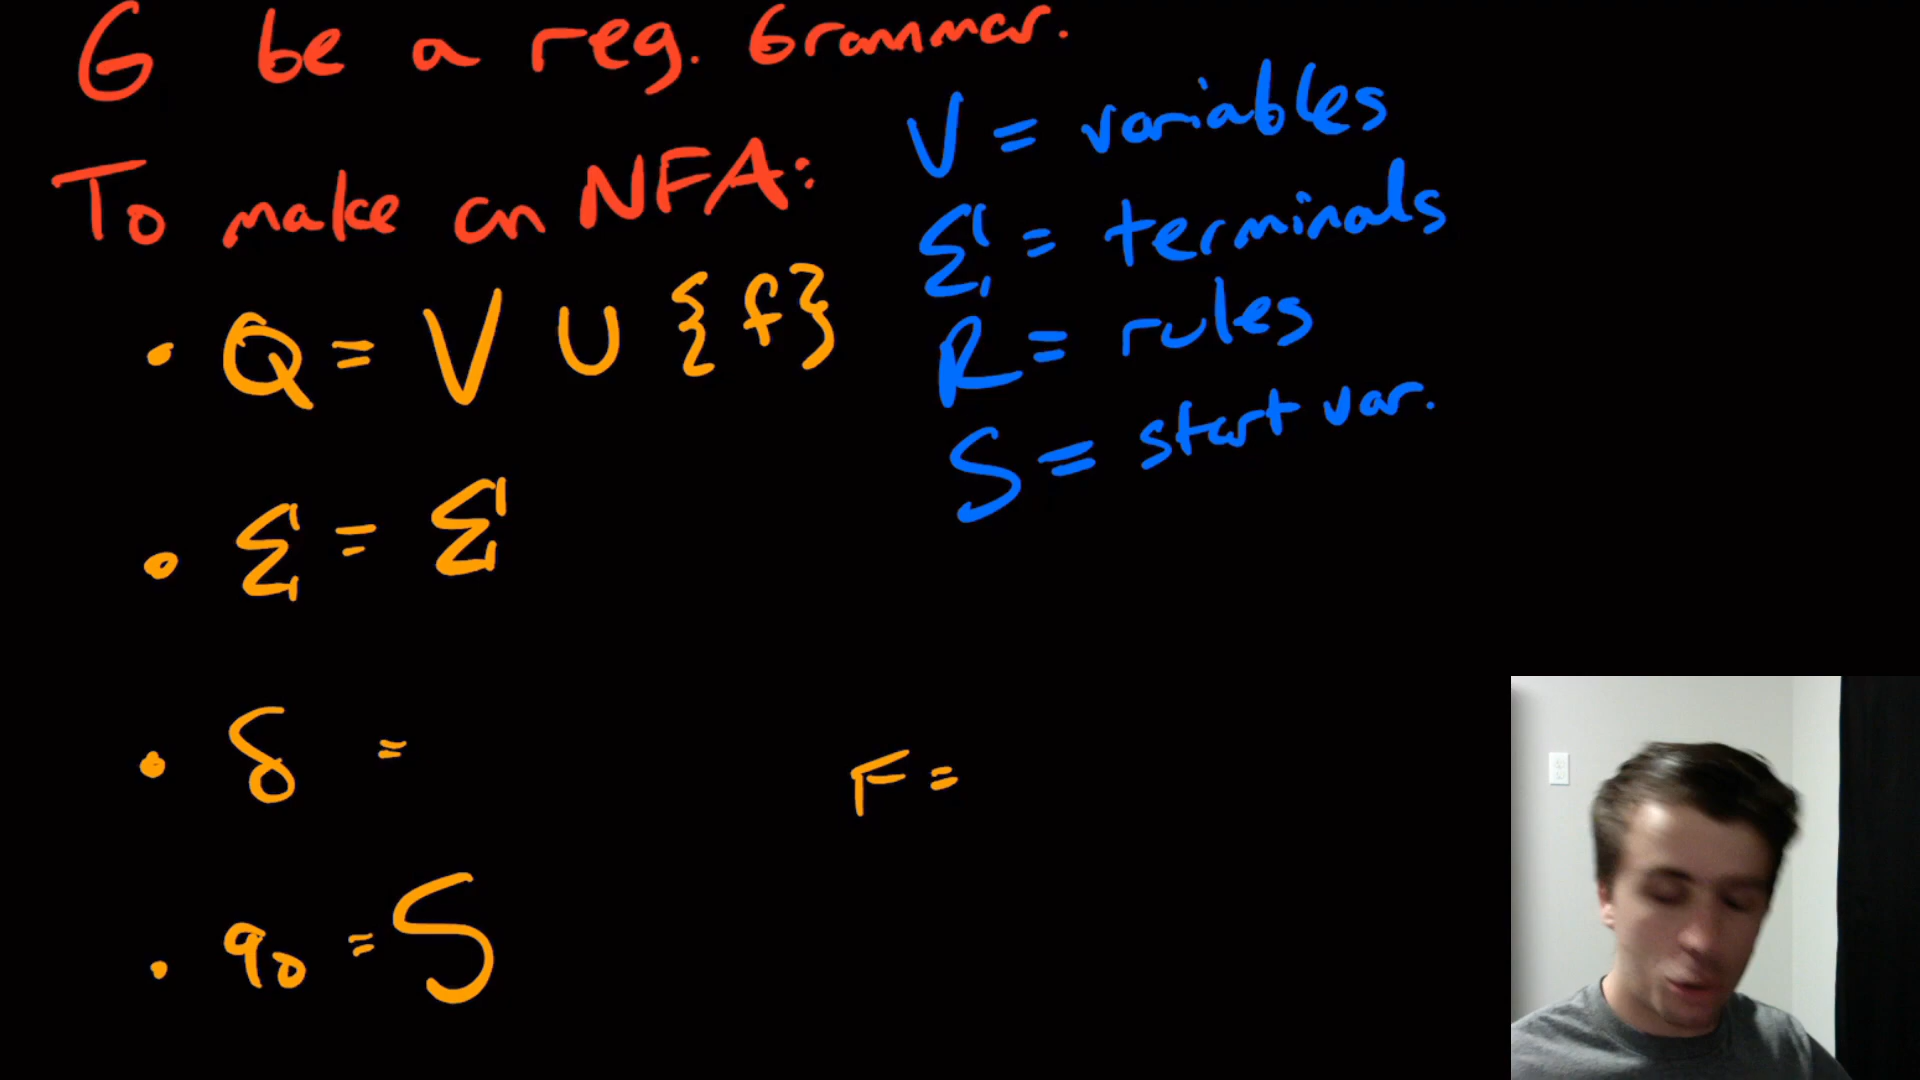 G be a reg. Grammar.
To make an NFA:
• Q = V ∪ {f}
• Σ = Σ
• δ =
• q0 = S
V = variables
Σ = terminals
R = rules
S = start var.
F =